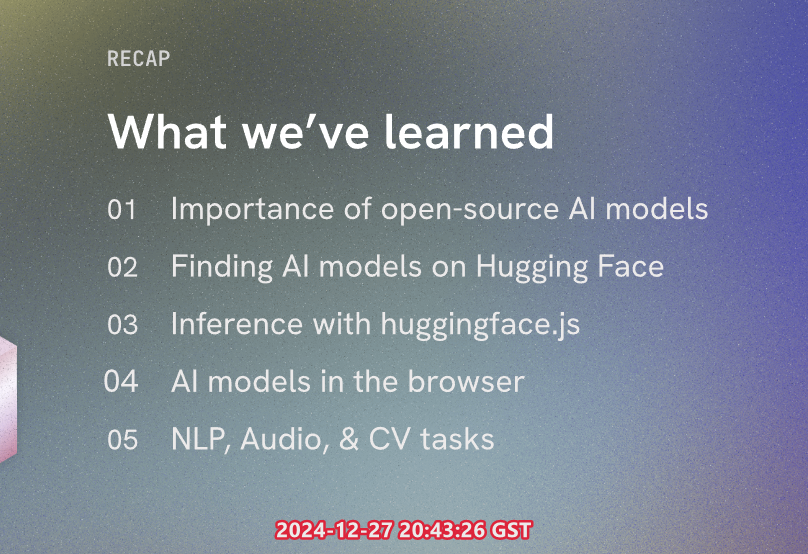 RECAP
What we’ve learned
01 Importance of open-source AI models
02 Finding AI models on Hugging Face
03 Inference with huggingface.js
04 AI models in the browser
05 NLP, Audio, & CV tasks
2024-12-27 20:43:26 GST